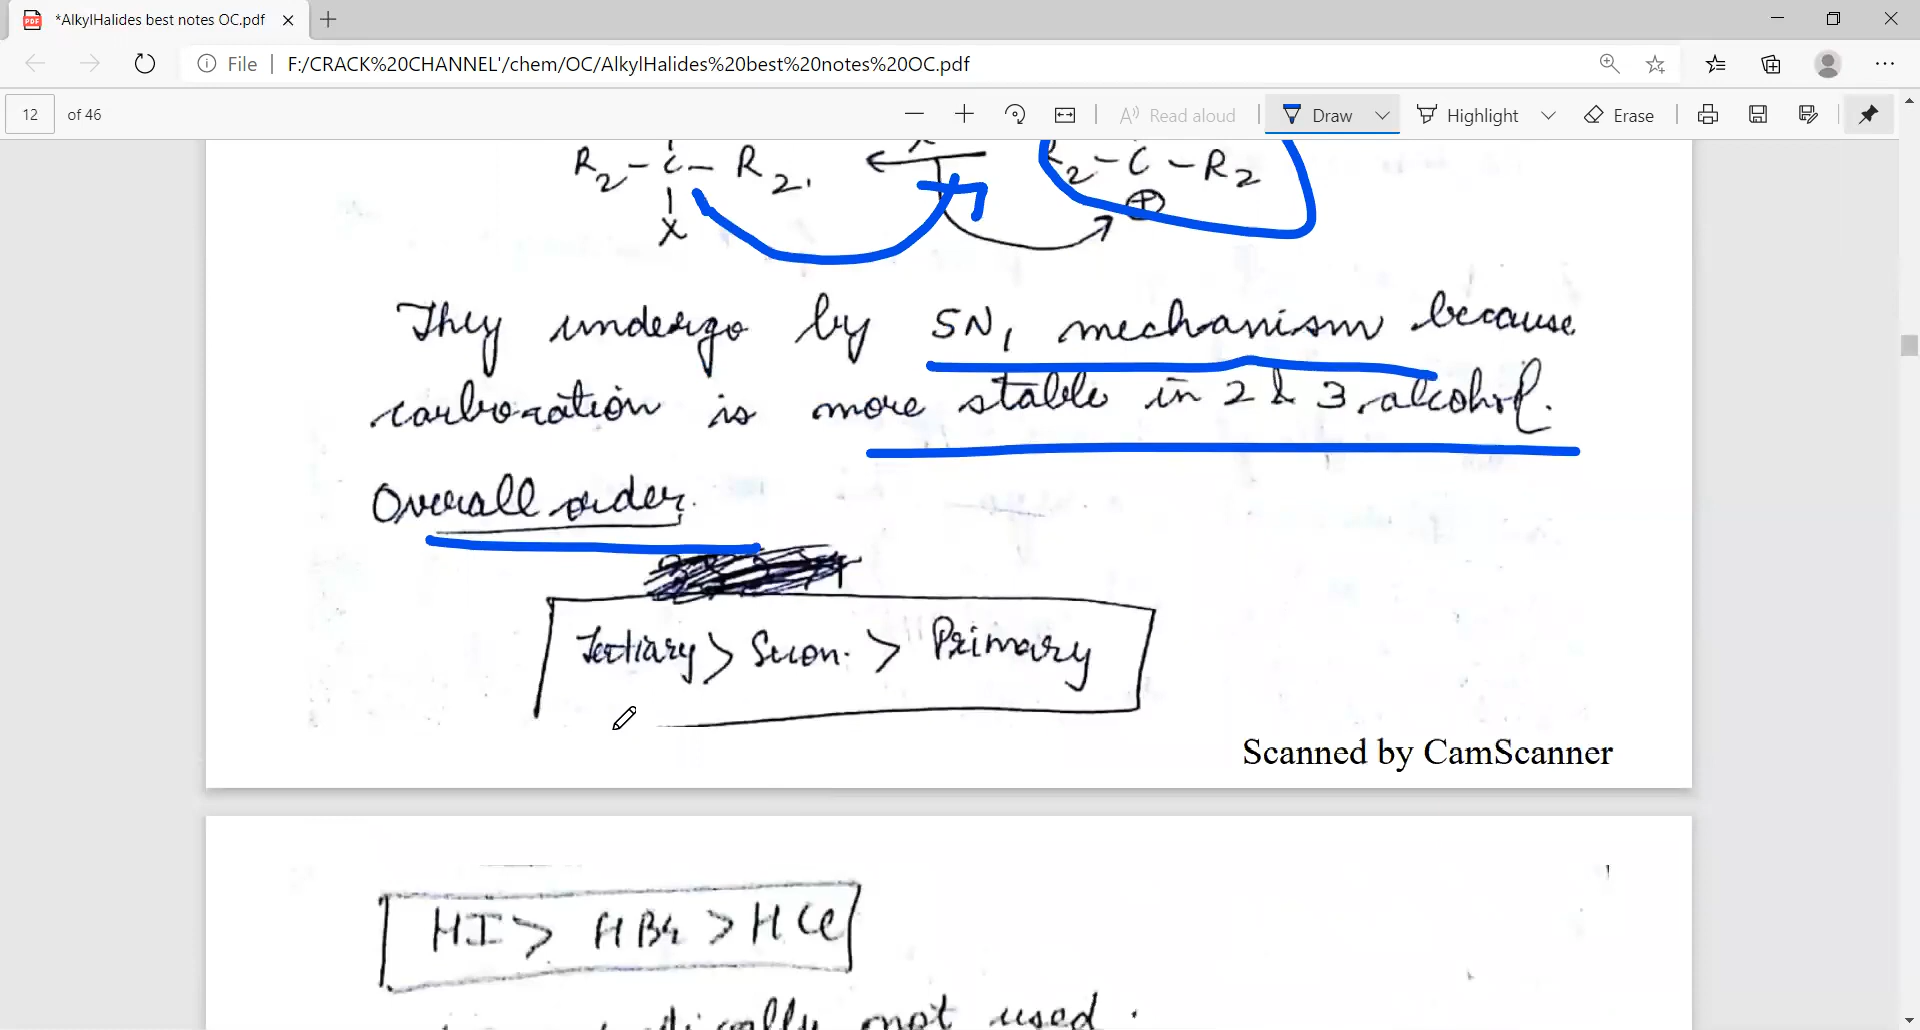 *AlkylHalides best notes OC.pdf
File | F:/CRACK%20CHANNEL'/chem/OC/AlkylHalides%20best%20notes%20OC.pdf
12 of 46 Read aloud Draw Highlight Erase
R₂ - C - R₂. R₂ - C - R₂
X ⊕
They undergo by SN₁ mechanism because
carbocation is more stable in 2 & 3 alcohol.
Overall order.
Tertiary > Secon. > Primary
Scanned by CamScanner
HI > HBr > HCl
not used.